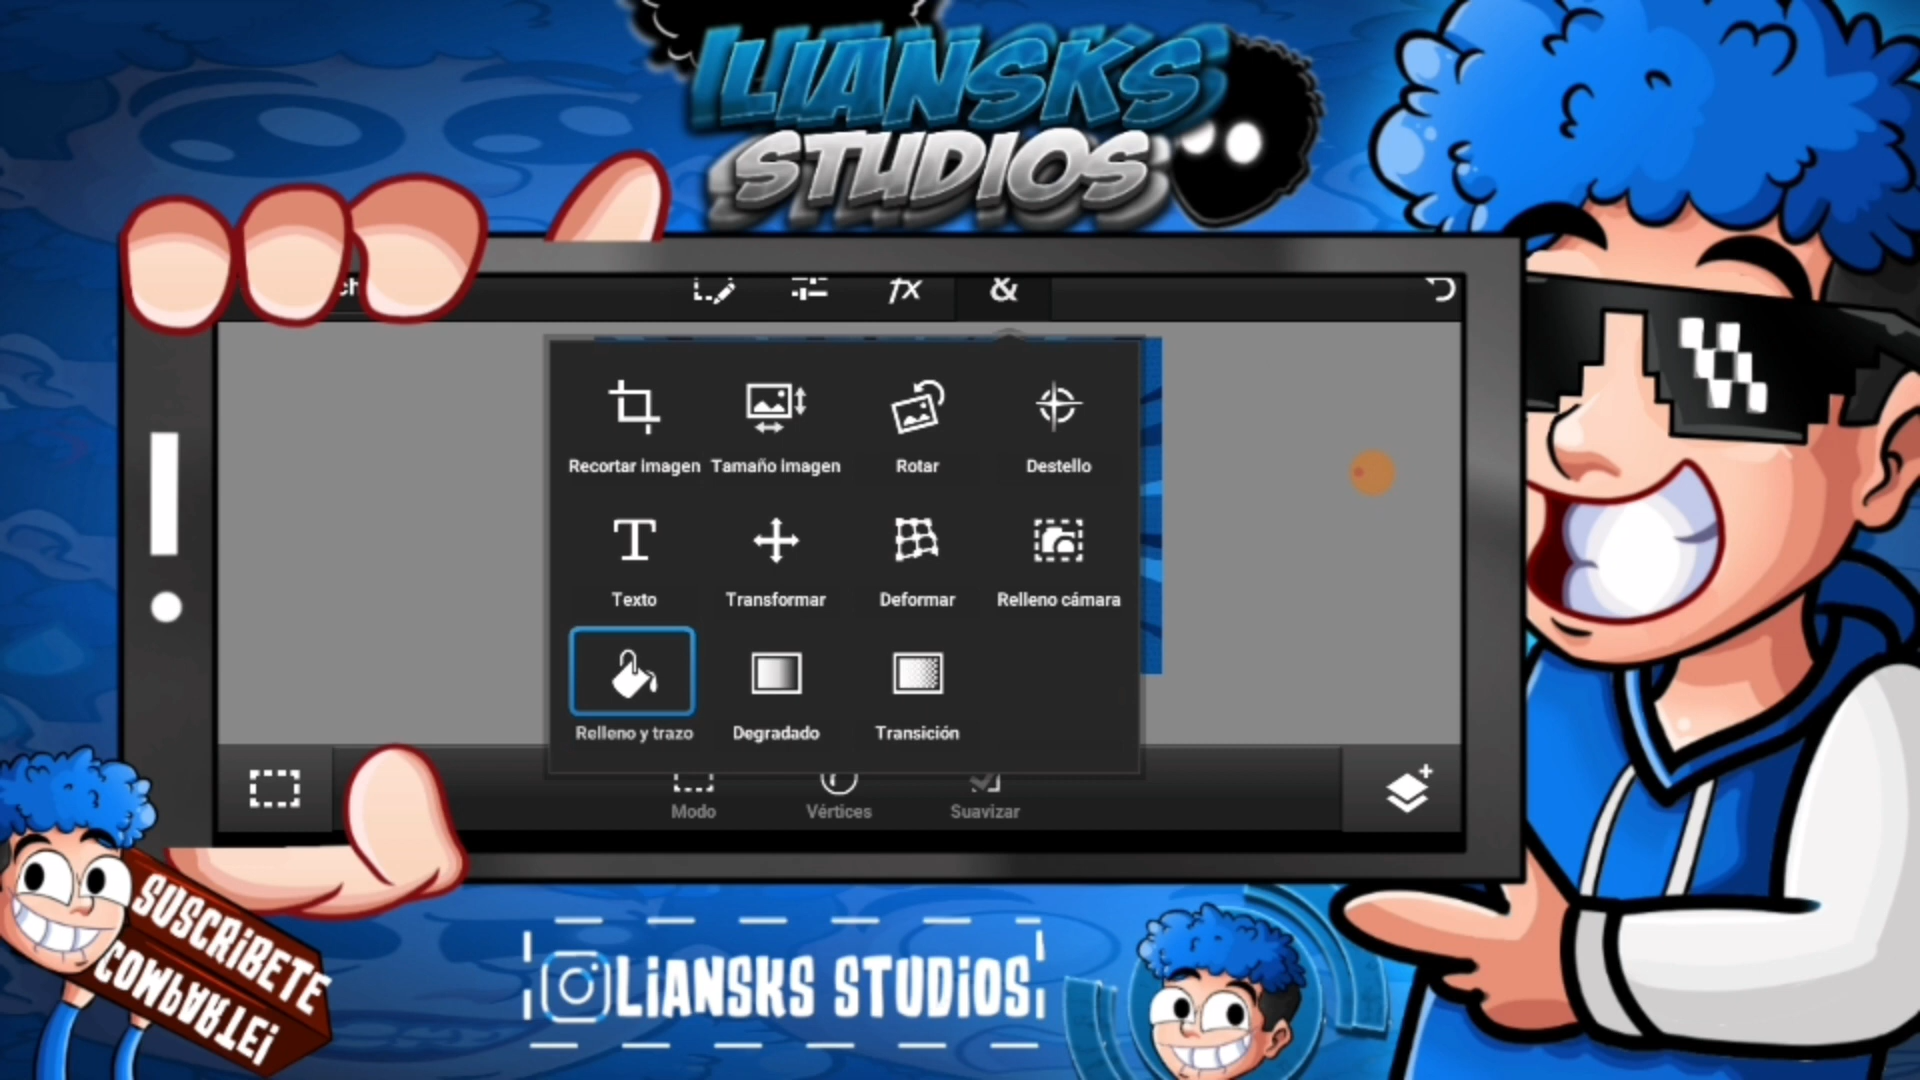 LIANSKS
STUDIOS
fx
&
Recortar imagen
Tamaño imagen
Rotar
Destello
T
Texto
Transformar
Deformar
Relleno cámara
Relleno y trazo
Degradado
Transición
Modo
Vértices
Suavizar
SUSCRiBETE
COMPARTE¡
LiANSKS STUDiOS